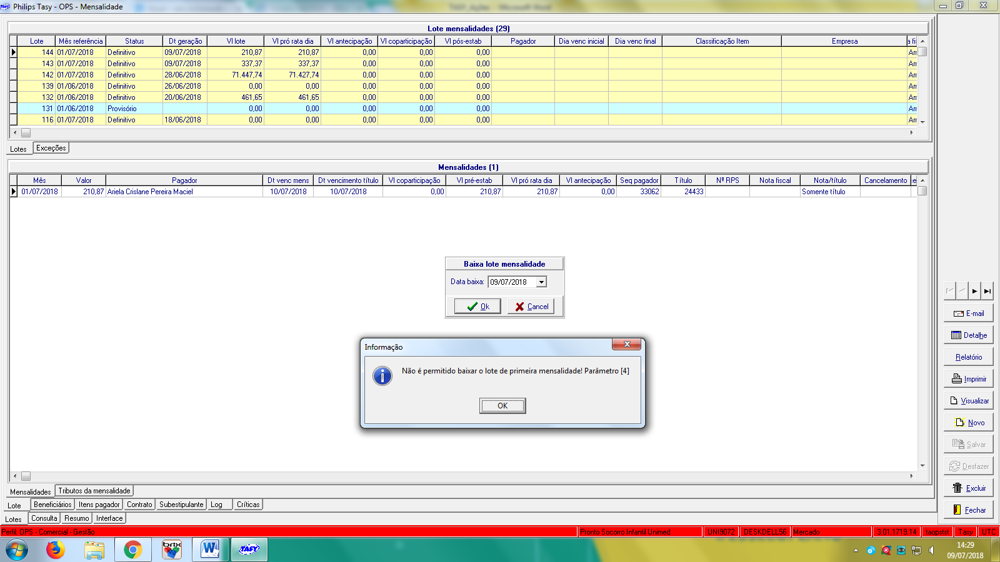 Philips Tasy - OPS - Mensalidade
Lote mensalidades (29)
Lote Mês referência Status Dt geração Vl lote Vl pró rata dia Vl antecipação Vl coparticipação Vl pós-estab Pagador Dia venc inicial Dia venc final Classificação Item Empresa a fi
144 01/07/2018 Definitivo 09/07/2018 210,87 210,87 0,00 0,00 0,00 Am
143 01/07/2018 Definitivo 09/07/2018 337,37 337,37 0,00 0,00 0,00 Am
142 01/07/2018 Definitivo 28/06/2018 71.447,74 71.427,74 0,00 0,00 0,00 Am
139 01/06/2018 Definitivo 26/06/2018 0,00 0,00 0,00 0,00 0,00 Am
132 01/06/2018 Definitivo 20/06/2018 461,65 461,65 0,00 0,00 0,00 Am
131 01/06/2018 Provisório 0,00 0,00 0,00 0,00 0,00 Am
116 01/07/2018 Definitivo 18/06/2018 0,00 0,00 0,00 0,00 0,00 Am
Lotes Exceções
Mensalidades (1)
Mês Valor Pagador Dt venc mens Dt vencimento título Vl coparticipação Vl pré-estab Vl pró rata dia Vl antecipação Seq pagador Título Nº RPS Nota fiscal Nota/título Cancelamento
01/07/2018 210,87 Ariela Crislane Pereira Maciel 10/07/2018 10/07/2018 0,00 210,87 210,87 0,00 33062 24433 Somente título
Baixa lote mensalidade
Data baixa: 09/07/2018
Ok Cancel
Informação
Não é permitido baixar o lote de primeira mensalidade! Parâmetro [4]
OK
E-mail
Detalhe
Relatório
Imprimir
Visualizar
Novo
Salvar
Desfazer
Excluir
Fechar
Mensalidades Tributos da mensalidade
Lote Beneficiários Itens pagador Contrato Subestipulante Log Críticas
Lotes Consulta Resumo Interface
Perfil: OPS - Comercial - Gestão Pronto Socorro Infantil Unimed UNI9072 DESKDELL56 Mercado 3.01.1719.14 taopstst Tasy UTC
brix
W
TASY
14:29
09/07/2018